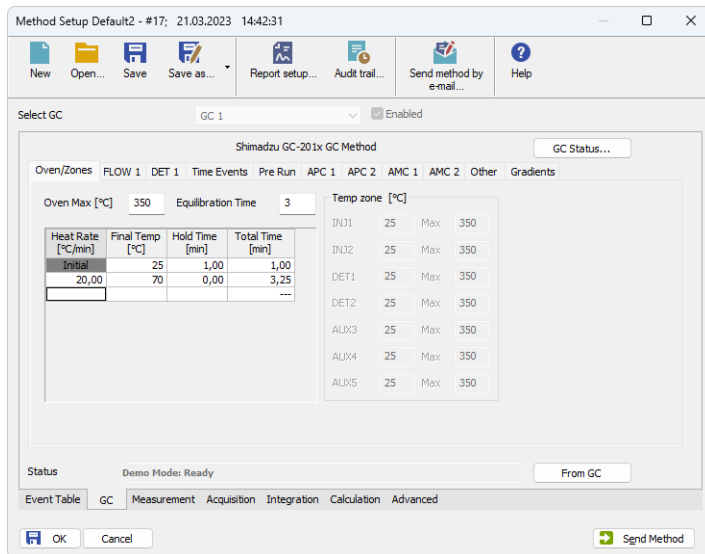 Method Setup Default2 - #17; 21.03.2023 14:42:31
New Open... Save Save as... Report setup... Audit trail... Send method by e-mail... Help
Select GC GC 1 Enabled
Shimadzu GC-201x GC Method GC Status...
Oven/Zones FLOW 1 DET 1 Time Events Pre Run APC 1 APC 2 AMC 1 AMC 2 Other Gradients
Oven Max [°C] 350 Equilibration Time 3
Heat Rate [°C/min] Final Temp [°C] Hold Time [min] Total Time [min]
Initial 25 1,00 1,00
20,00 70 0,00 3,25
---
Temp zone [°C]
INJ1 25 Max 350
INJ2 25 Max 350
DET1 25 Max 350
DET2 25 Max 350
AUX3 25 Max 350
AUX4 25 Max 350
AUX5 25 Max 350
Status Demo Mode: Ready From GC
Event Table GC Measurement Acquisition Integration Calculation Advanced
OK Cancel Send Method